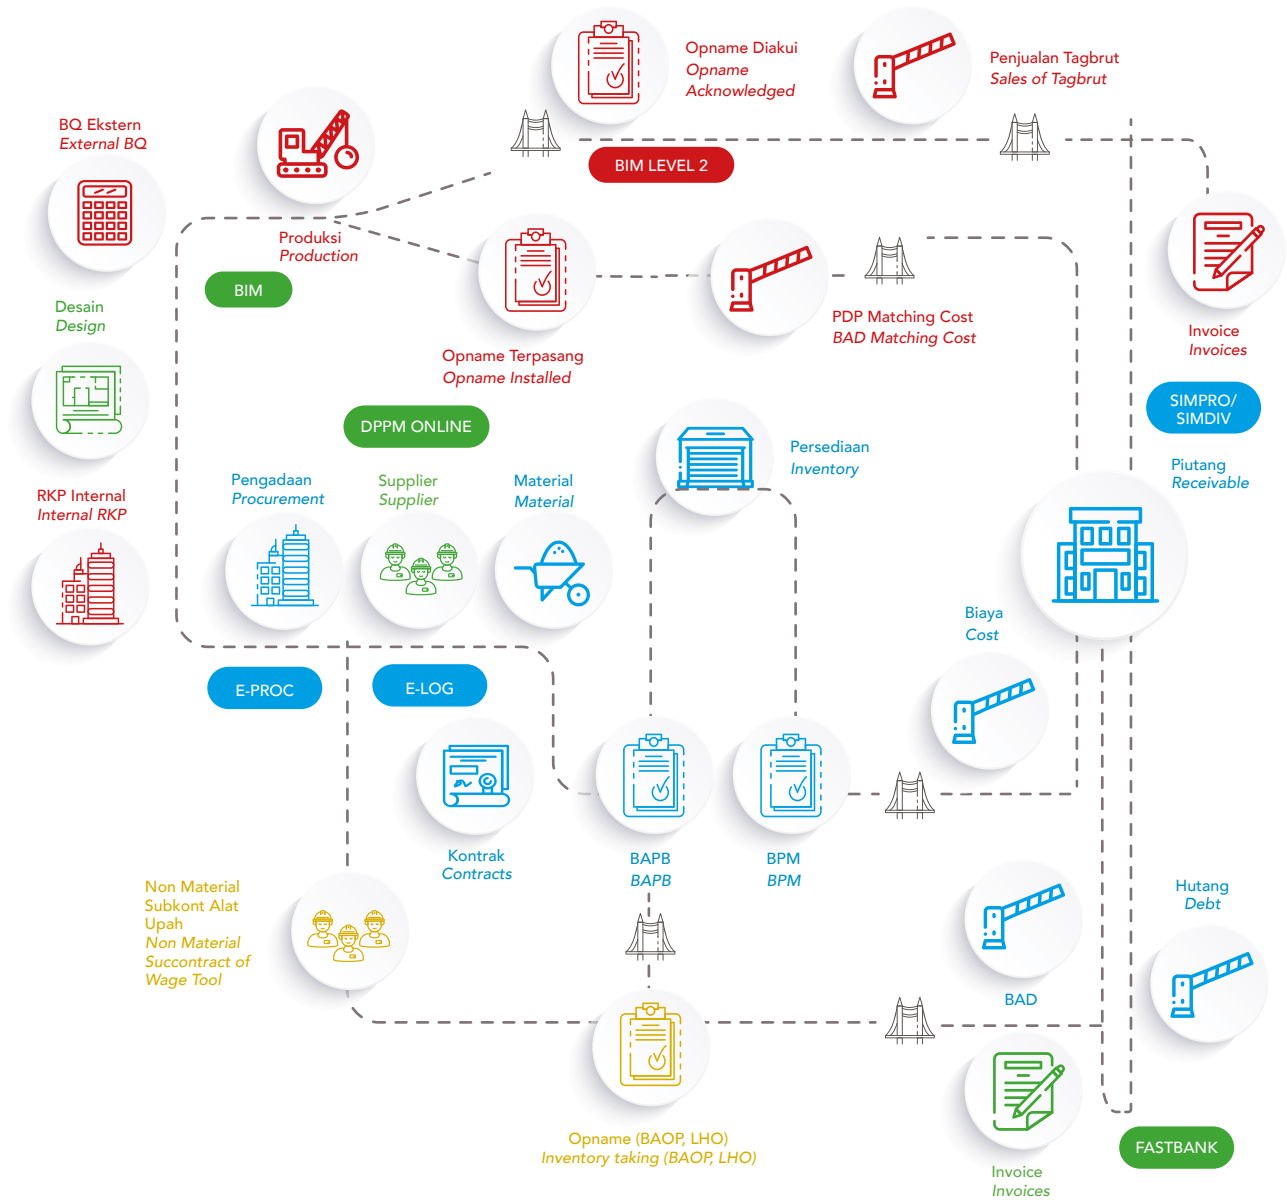 Opname Diakui
Opname
Acknowledged
Penjualan Tagbrut
Sales of Tagbrut
BQ Ekstern
External BQ
BIM LEVEL 2
Produksi
Production
BIM
Desain
Design
PDP Matching Cost
BAD Matching Cost
Invoice
Invoices
Opname Terpasang
Opname Installed
SIMPRO/
SIMDIV
DPPM ONLINE
Persediaan
Inventory
Piutang
Receivable
Pengadaan
Procurement
Supplier
Supplier
Material
Material
RKP Internal
Internal RKP
Biaya
Cost
E-PROC
E-LOG
Kontrak
Contracts
BAPB
BAPB
BPM
BPM
Non Material
Subkont Alat
Upah
Non Material
Succontract of
Wage Tool
Hutang
Debt
BAD
Opname (BAOP, LHO)
Inventory taking (BAOP, LHO)
FASTBANK
Invoice
Invoices